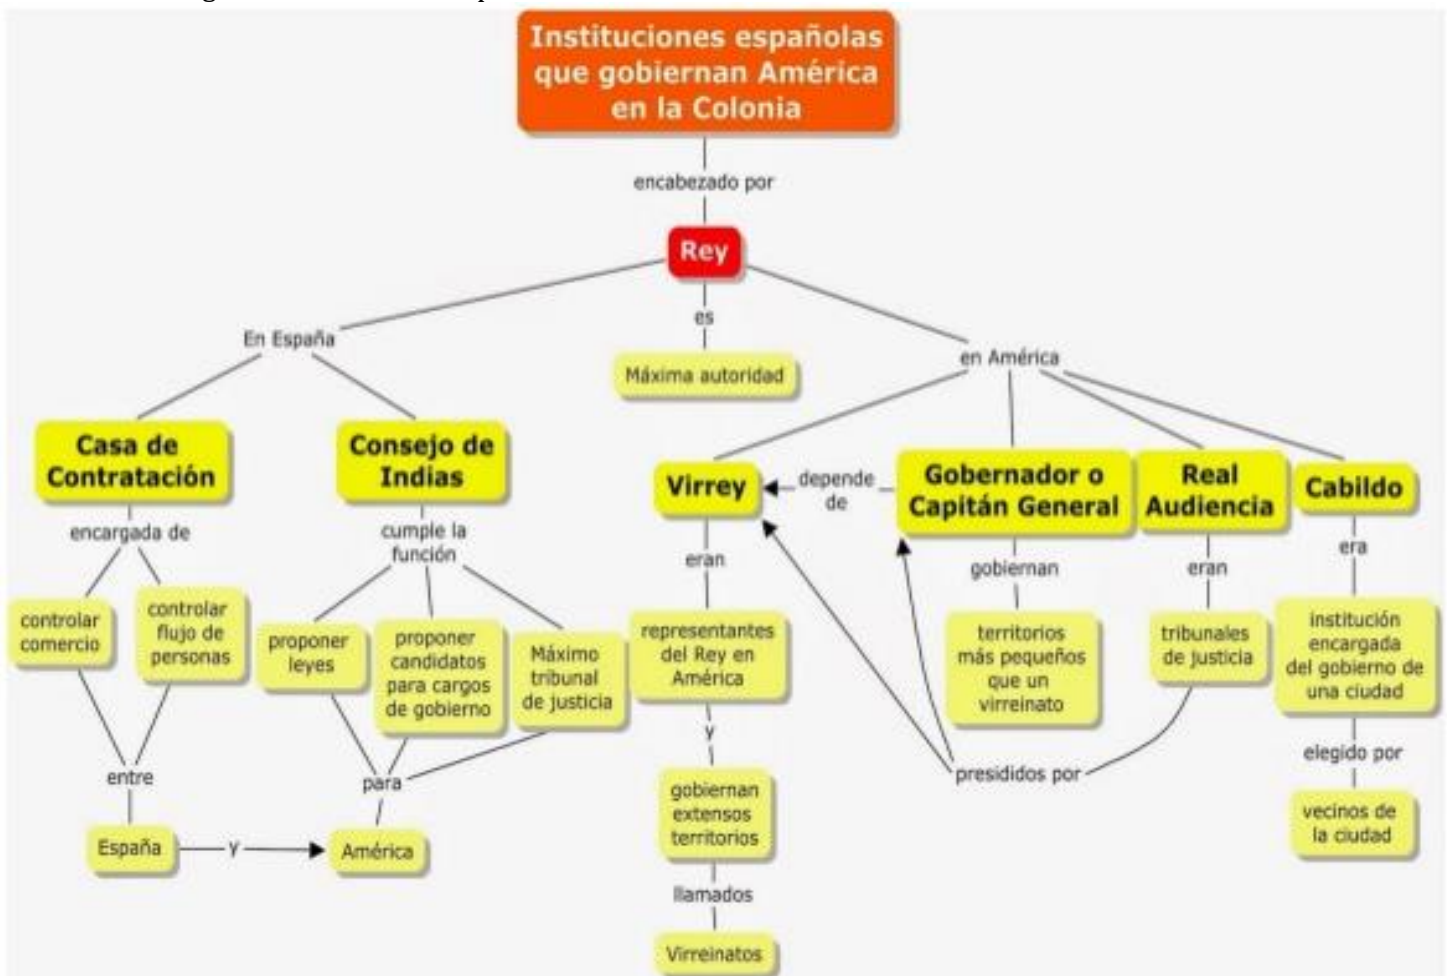 Instituciones españolas
que gobiernan América
en la Colonia
encabezado por
Rey
es
Máxima autoridad
En España
Casa de
Contratación
encargada de
controlar
comercio
controlar
flujo de
personas
entre
España
y
América
Consejo de
Indias
cumple la
función
proponer
leyes
proponer
candidatos
para cargos
de gobierno
Máximo
tribunal
de justicia
para
en América
Virrey
eran
representantes
del Rey en
América
y
gobiernan
extensos
territorios
llamados
Virreinatos
depende
de
Gobernador o
Capitán General
gobiernan
territorios
más pequeños
que un
virreinato
Real
Audiencia
eran
tribunales
de justicia
presididos por
Cabildo
era
institución
encargada
del gobierno de
una ciudad
elegido por
vecinos de
la ciudad